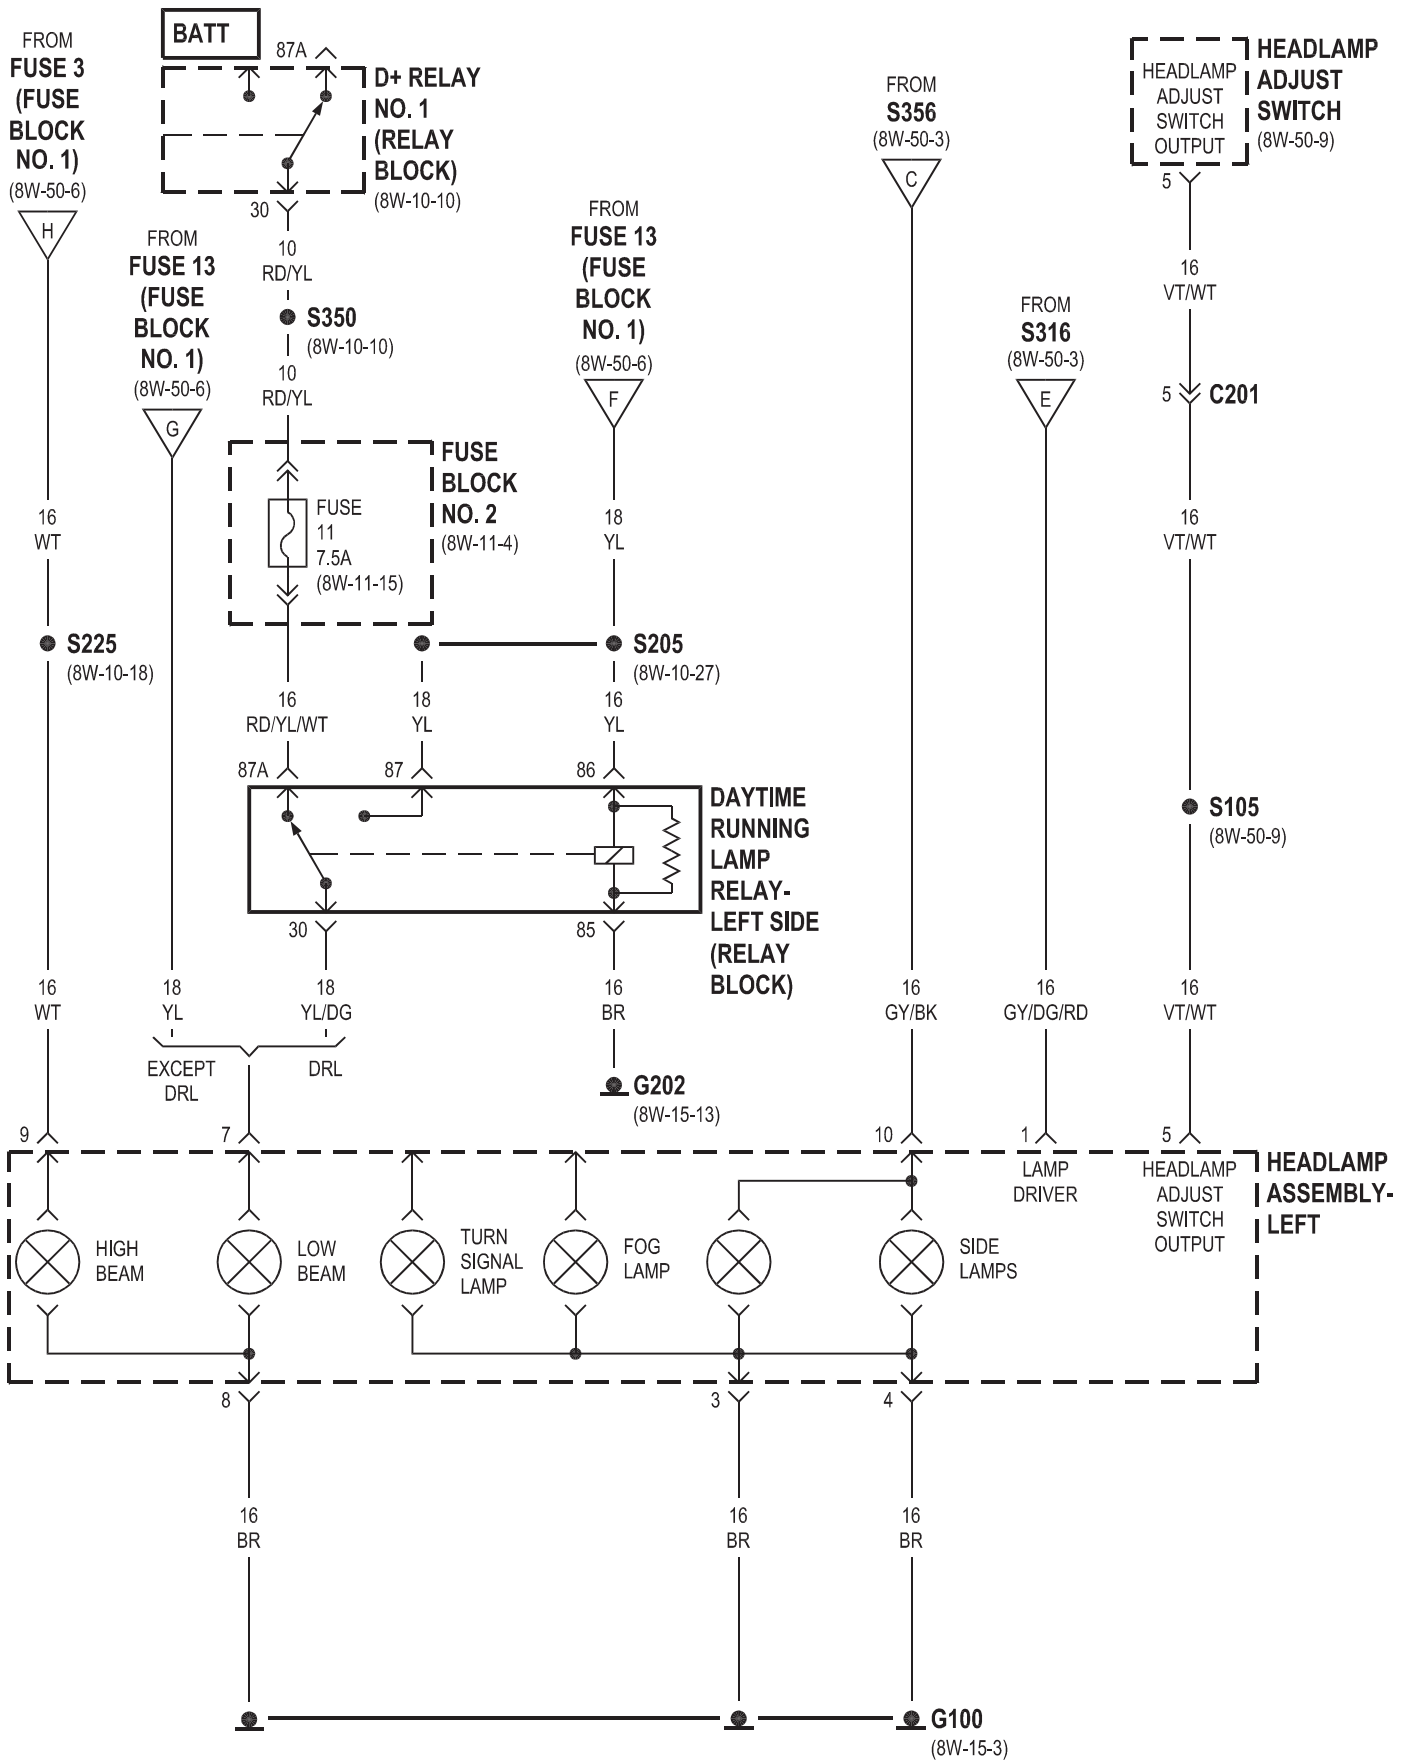 FROM
FUSE 3
(FUSE
BLOCK
NO. 1)
(8W-50-6)
H
BATT
87A
D+ RELAY
NO. 1
(RELAY
BLOCK)
(8W-10-10)
30
10
RD/YL
S350
(8W-10-10)
10
RD/YL
FROM
FUSE 13
(FUSE
BLOCK
NO. 1)
(8W-50-6)
G
FROM
FUSE 13
(FUSE
BLOCK
NO. 1)
(8W-50-6)
F
FROM
S356
(8W-50-3)
C
FROM
S316
(8W-50-3)
E
HEADLAMP
ADJUST
SWITCH
OUTPUT
HEADLAMP
ADJUST
SWITCH
(8W-50-9)
5
16
VT/WT
5
C201
FUSE
11
7.5A
(8W-11-15)
FUSE
BLOCK
NO. 2
(8W-11-4)
16
WT
18
YL
16
VT/WT
S225
(8W-10-18)
S205
(8W-10-27)
16
RD/YL/WT
18
YL
16
YL
87A
87
86
DAYTIME
RUNNING
LAMP
RELAY-
LEFT SIDE
(RELAY
BLOCK)
S105
(8W-50-9)
30
85
16
WT
18
YL
18
YL/DG
16
BR
16
GY/BK
16
GY/DG/RD
16
VT/WT
EXCEPT
DRL
DRL
G202
(8W-15-13)
9
7
10
1
5
LAMP
DRIVER
HEADLAMP
ADJUST
SWITCH
OUTPUT
HEADLAMP
ASSEMBLY-
LEFT
HIGH
BEAM
LOW
BEAM
TURN
SIGNAL
LAMP
FOG
LAMP
SIDE
LAMPS
8
3
4
16
BR
16
BR
16
BR
G100
(8W-15-3)